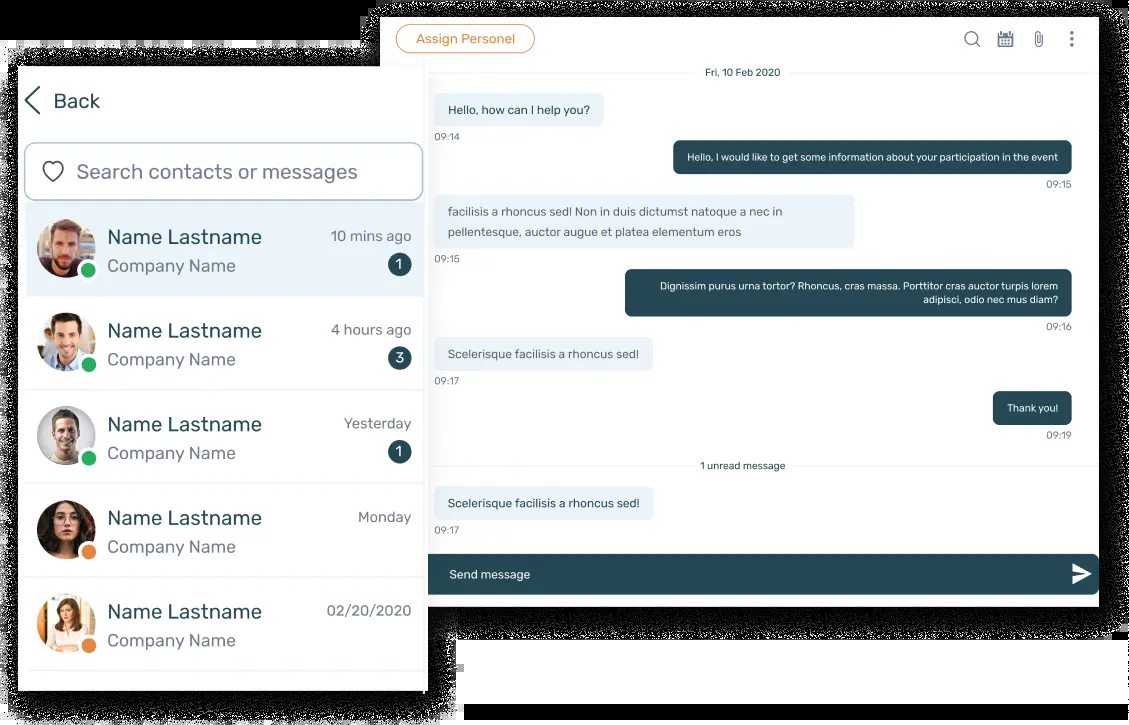 Back
Search contacts or messages
Name Lastname
10 mins ago
Company Name
1
Name Lastname
4 hours ago
Company Name
3
Name Lastname
Yesterday
Company Name
1
Name Lastname
Monday
Company Name
Name Lastname
02/20/2020
Company Name
Assign Personel
Fri, 10 Feb 2020
Hello, how can I help you?
09:14
Hello, I would like to get some information about your participation in the event
09:15
facilisis a rhoncus sed! Non in duis dictumst natoque a nec in
pellentesque, auctor augue et platea elementum eros
09:15
Dignissim purus urna tortor? Rhoncus, cras massa. Porttitor cras auctor turpis lorem
adipisci, odio nec mus diam?
09:16
Scelerisque facilisis a rhoncus sed!
09:17
Thank you!
09:19
1 unread message
Scelerisque facilisis a rhoncus sed!
09:17
Send message